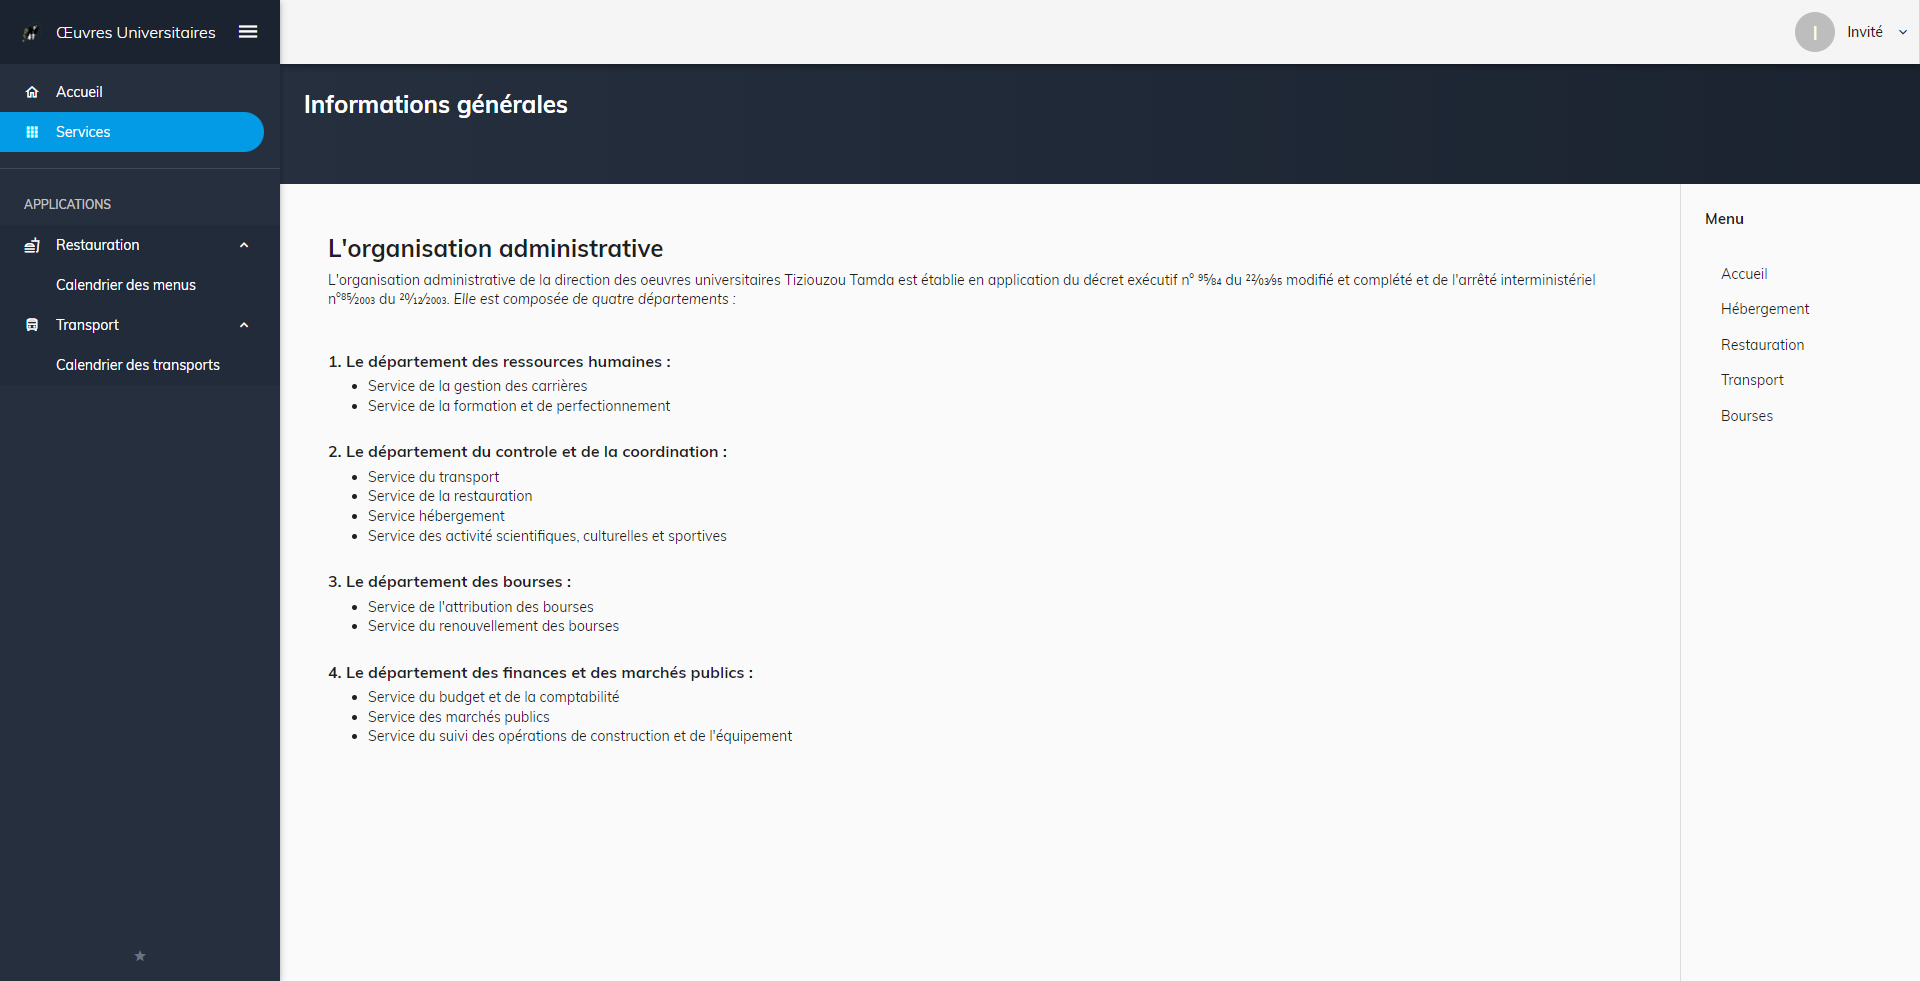 Œuvres Universitaires
I
Invité
Accueil
Services
APPLICATIONS
Restauration
Calendrier des menus
Transport
Calendrier des transports
Informations générales
L'organisation administrative
L'organisation administrative de la direction des oeuvres universitaires Tiziouzou Tamda est établie en application du décret exécutif n° 95/84 du 22/03/95 modifié et complété et de l'arrêté interministériel
n°85/2003 du 20/12/2003. Elle est composée de quatre départements :
1. Le département des ressources humaines :
• Service de la gestion des carrières
• Service de la formation et de perfectionnement
2. Le département du controle et de la coordination :
• Service du transport
• Service de la restauration
• Service hébergement
• Service des activité scientifiques, culturelles et sportives
3. Le département des bourses :
• Service de l'attribution des bourses
• Service du renouvellement des bourses
4. Le département des finances et des marchés publics :
• Service du budget et de la comptabilité
• Service des marchés publics
• Service du suivi des opérations de construction et de l'équipement
Menu
Accueil
Hébergement
Restauration
Transport
Bourses